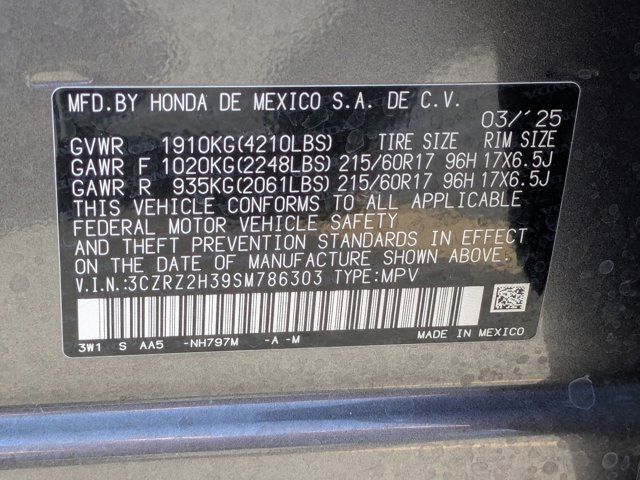 MFD. BY HONDA DE MEXICO S.A. DE C.V.
03/´25
GVWR 1910KG(4210LBS) TIRE SIZE RIM SIZE
GAWR F 1020KG(2248LBS) 215/60R17 96H 17X6.5J
GAWR R 935KG(2061LBS) 215/60R17 96H 17X6.5J
THIS VEHICLE CONFORMS TO ALL APPLICABLE
FEDERAL MOTOR VEHICLE SAFETY
AND THEFT PREVENTION STANDARDS IN EFFECT
ON THE DATE OF MANUFACTURE SHOWN ABOVE.
V.I.N.:3CZRZ2H39SM786303 TYPE:MPV
3W1 S AA5 -NH797M -A -M
MADE IN MEXICO